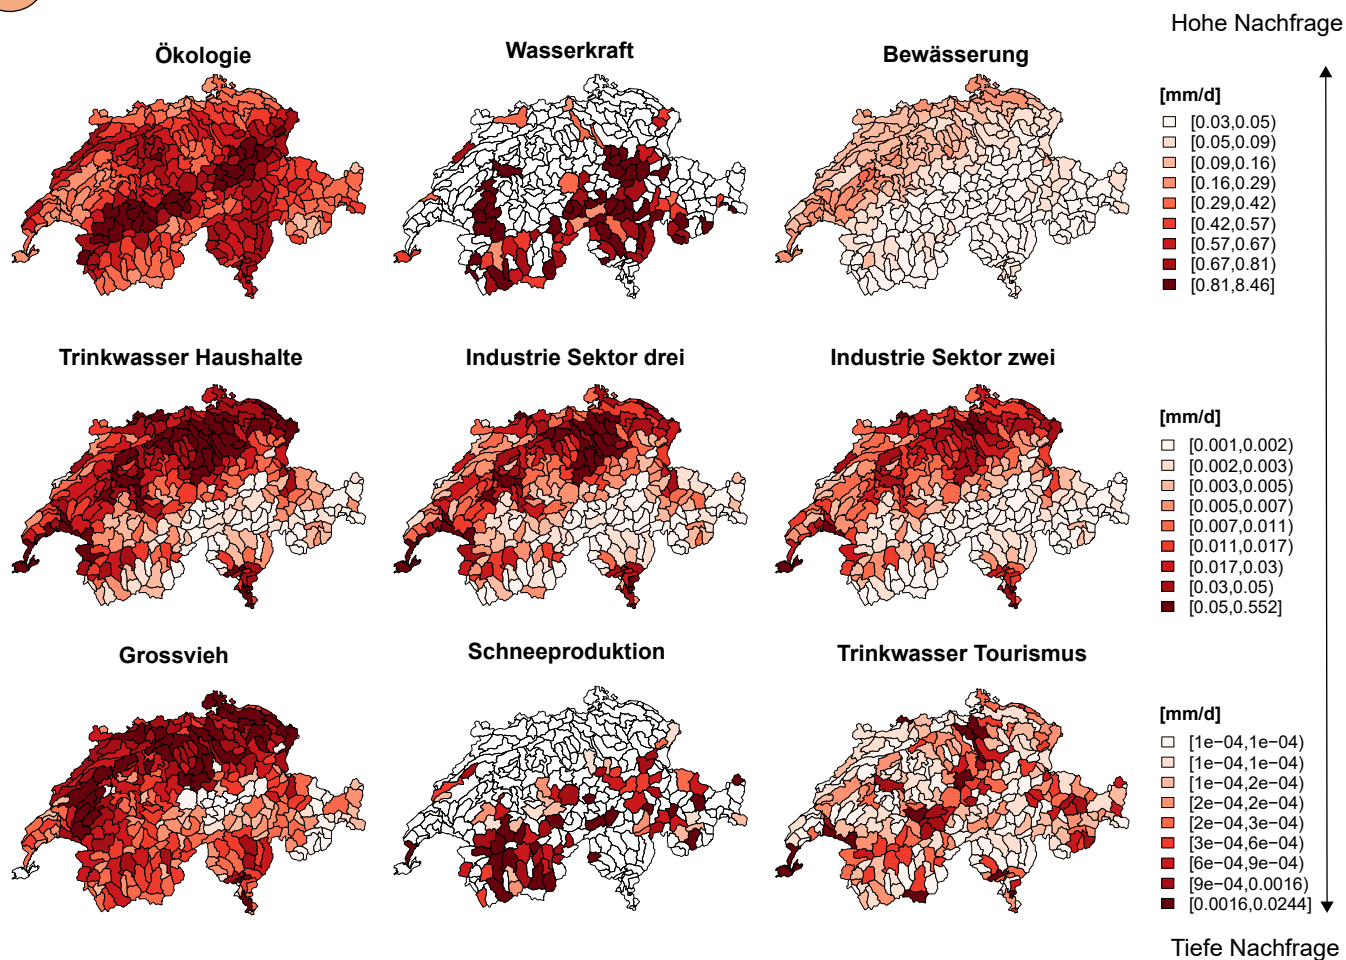 Hohe Nachfrage
Ökologie
Wasserkraft
Bewässerung
[mm/d]
[0.03,0.05)
[0.05,0.09)
[0.09,0.16)
[0.16,0.29)
[0.29,0.42)
[0.42,0.57)
[0.57,0.67)
[0.67,0.81)
[0.81,8.46]
Trinkwasser Haushalte
Industrie Sektor drei
Industrie Sektor zwei
[mm/d]
[0.001,0.002)
[0.002,0.003)
[0.003,0.005)
[0.005,0.007)
[0.007,0.011)
[0.011,0.017)
[0.017,0.03)
[0.03,0.05)
[0.05,0.552]
Grossvieh
Schneeproduktion
Trinkwasser Tourismus
[mm/d]
[1e−04,1e−04)
[1e−04,1e−04)
[1e−04,2e−04)
[2e−04,2e−04)
[2e−04,3e−04)
[3e−04,6e−04)
[6e−04,9e−04)
[9e−04,0.0016)
[0.0016,0.0244]
Tiefe Nachfrage